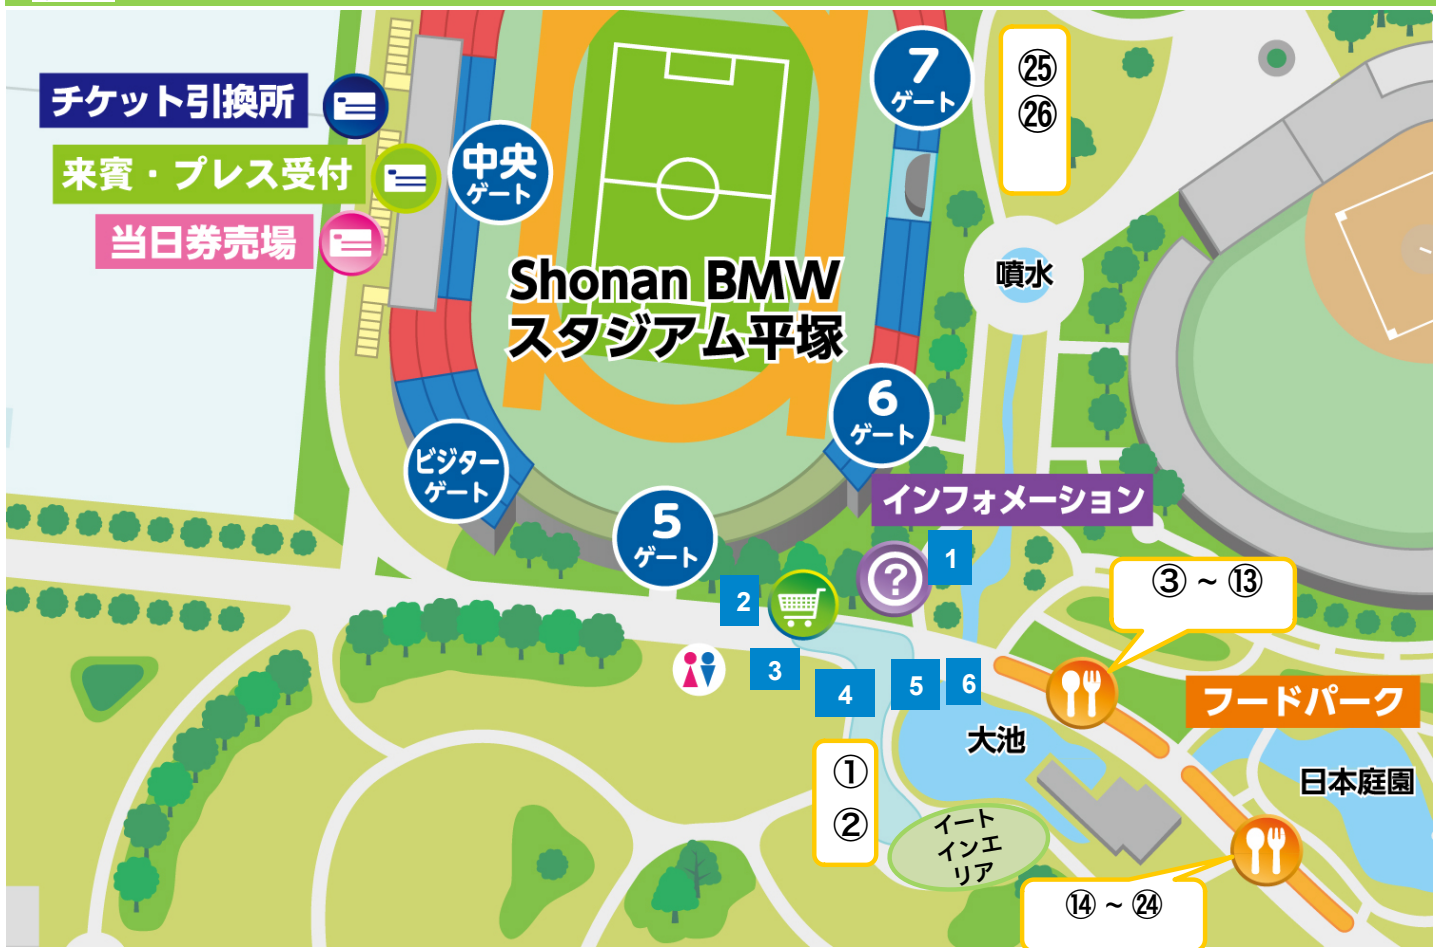 チケット引換所
来賓・プレス受付
当日券売場
中央
ゲート
7
ゲート
㉕
㉖
噴水
Shonan BMW
スタジアム平塚
6
ゲート
ビジター
ゲート
5
ゲート
インフォメーション
?
1
2
3
4
5
6
③ ~ ⑬
フードパーク
大池
日本庭園
①
②
イート
インエ
リア
⑭ ~ ㉔